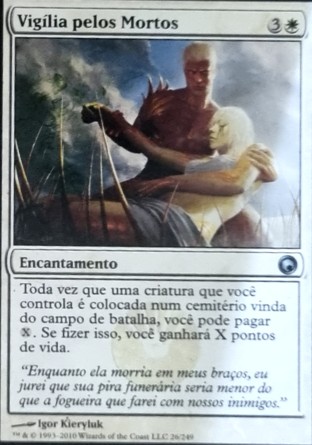 Vigília pelos Mortos 3
Encantamento
Toda vez que uma criatura que você
controla é colocada num cemitério vinda
do campo de batalha, você pode pagar
X. Se fizer isso, você ganhará X pontos
de vida.
"Enquanto ela morria em meus braços, eu
jurei que sua pira funerária seria menor do
que a fogueira que farei com nossos inimigos."
Igor Kieryluk
™ & © 1993–2010 Wizards of the Coast LLC 26/249